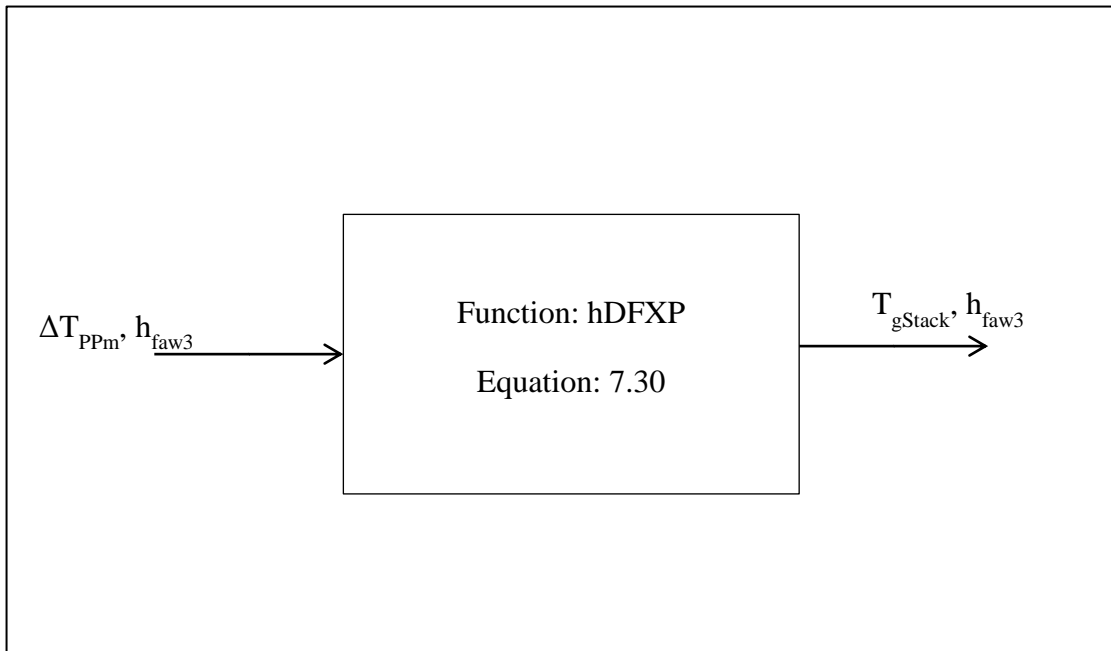 ΔT_PPm, h_faw3
Function: hDFXP
Equation: 7.30
T_gStack, h_faw3